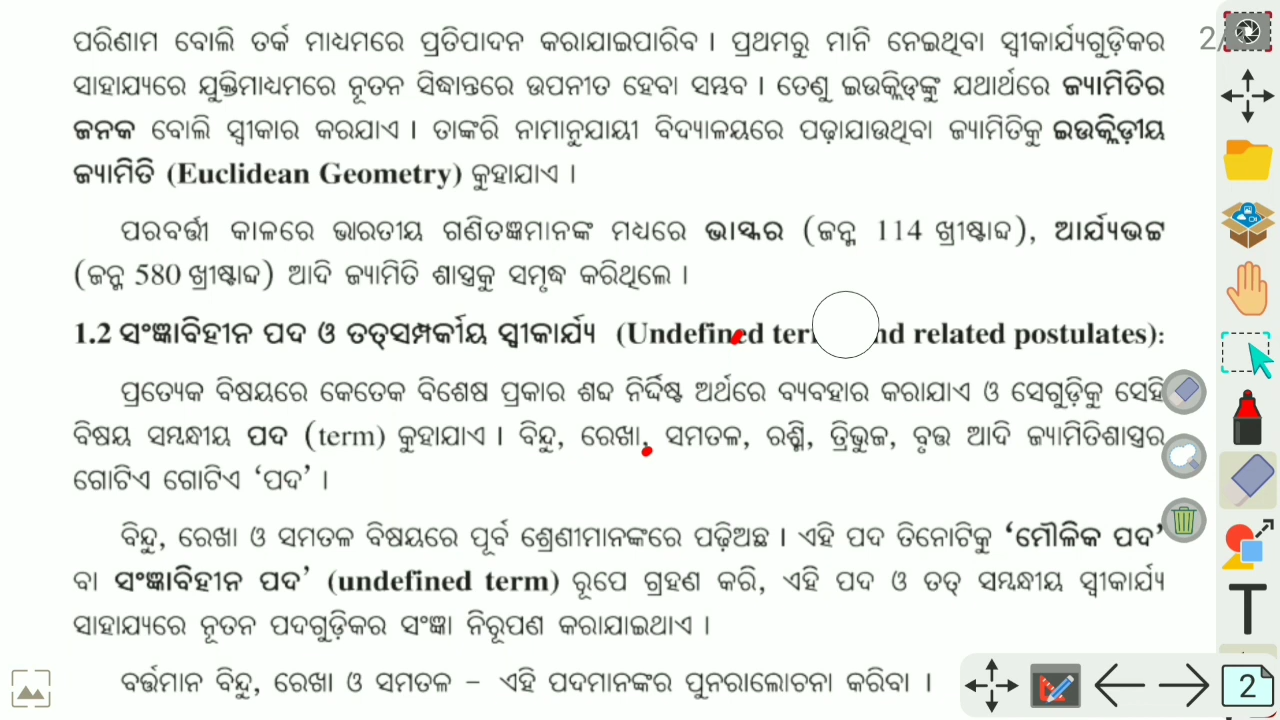 ପରିଣାମ ବୋଲି ତର୍କ ମାଧ୍ୟମରେ ପ୍ରତିପାଦନ କରାଯାଇପାରିବ । ପ୍ରଥମରୁ ମାନି ନେଇଥିବା ସ୍ୱୀକାର୍ଯ୍ୟଗୁଡ଼ିକର
ସାହାଯ୍ୟରେ ଯୁକ୍ତିମାଧ୍ୟମରେ ନୂତନ ସିଦ୍ଧାନ୍ତରେ ଉପନୀତ ହେବା ସମ୍ଭବ । ତେଣୁ ଇଉକ୍ଲିଡ୍‌ଙ୍କୁ ଯଥାର୍ଥରେ ଜ୍ୟାମିତିର
ଜନକ ବୋଲି ସ୍ୱୀକାର କରଯାଏ । ତାଙ୍କରି ନାମାନୁଯାୟୀ ବିଦ୍ୟାଳୟରେ ପଢ଼ାଯାଉଥିବା ଜ୍ୟାମିତିକୁ ଇଉକ୍ଲିଡ଼ୀୟ
ଜ୍ୟାମିତି (Euclidean Geometry) କୁହାଯାଏ ।
ପରବର୍ତ୍ତୀ କାଳରେ ଭାରତୀୟ ଗଣିତଜ୍ଞମାନଙ୍କ ମଧ୍ୟରେ ଭାସ୍କର (ଜନ୍ମ 114 ଖ୍ରୀଷ୍ଟାବ୍ଦ), ଆର୍ଯ୍ୟଭଟ୍ଟ
(ଜନ୍ମ 580 ଖ୍ରୀଷ୍ଟାବ୍ଦ) ଆଦି ଜ୍ୟାମିତି ଶାସ୍ତ୍ରକୁ ସମୃଦ୍ଧ କରିଥିଲେ ।
1.2 ସଂଜ୍ଞାବିହୀନ ପଦ ଓ ତତ୍‌ସମ୍ପର୍କୀୟ ସ୍ୱୀକାର୍ଯ୍ୟ (Undefined related postulates):
ପ୍ରତ୍ୟେକ ବିଷୟରେ କେତେକ ବିଶେଷ ପ୍ରକାର ଶବ୍ଦ ନିର୍ଦ୍ଦିଷ୍ଟ ଅର୍ଥରେ ବ୍ୟବହାର କରାଯାଏ ଓ ସେଗୁଡ଼ିକୁ ସେହି
ବିଷୟ ସମ୍ବନ୍ଧୀୟ ପଦ (term) କୁହାଯାଏ । ବିନ୍ଦୁ, ରେଖା, ସମତଳ, ରଶ୍ମି, ତ୍ରିଭୁଜ, ବୃତ୍ତ ଆଦି ଜ୍ୟାମିତିଶାସ୍ତ୍ରର
ଗୋଟିଏ ଗୋଟିଏ ‘ପଦ’ ।
ବିନ୍ଦୁ, ରେଖା ଓ ସମତଳ ବିଷୟରେ ପୂର୍ବ ଶ୍ରେଣୀମାନଙ୍କରେ ପଢ଼ିଅଛ । ଏହି ପଦ ତିନୋଟିକୁ ‘ମୌଳିକ ପଦ’
ବା ସଂଜ୍ଞାବିହୀନ ପଦ’ (undefined term) ରୂପେ ଗ୍ରହଣ କରି, ଏହି ପଦ ଓ ତତ୍ ସମ୍ବନ୍ଧୀୟ ସ୍ୱୀକାର୍ଯ୍ୟ
ସାହାଯ୍ୟରେ ନୂତନ ପଦଗୁଡ଼ିକର ସଂଜ୍ଞା ନିରୂପଣ କରାଯାଇଥାଏ ।
ବର୍ତ୍ତମାନ ବିନ୍ଦୁ, ରେଖା ଓ ସମତଳ – ଏହି ପଦମାନଙ୍କର ପୁନରାଲୋଚନା କରିବା ।
2